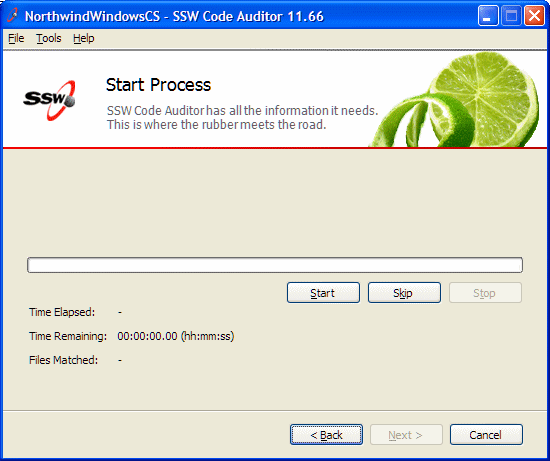 NorthwindWindowsCS - SSW Code Auditor 11.66
File Tools Help
Start Process
SSW
SSW Code Auditor has all the information it needs.
This is where the rubber meets the road.
Start Skip Stop
Time Elapsed: -
Time Remaining: 00:00:00.00 (hh:mm:ss)
Files Matched: -
< Back Next > Cancel